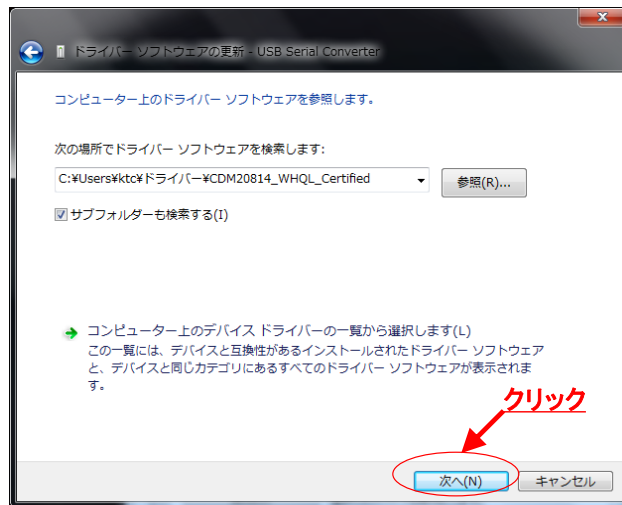 ドライバー ソフトウェアの更新 - USB Serial Converter
コンピューター上のドライバー ソフトウェアを参照します。
次の場所でドライバー ソフトウェアを検索します:
C:¥Users¥ktc¥ドライバー¥CDM20814_WHQL_Certified
参照(R)...
サブフォルダーも検索する(I)
コンピューター上のデバイス ドライバーの一覧から選択します(L)
この一覧には、デバイスと互換性があるインストールされたドライバー ソフトウェア
と、デバイスと同じカテゴリにあるすべてのドライバー ソフトウェアが表示されま
す。
クリック
次へ(N)
キャンセル